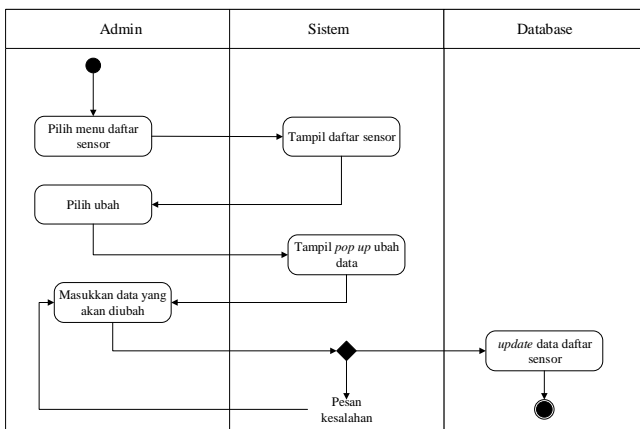 Admin
Sistem
Database
Pilih menu daftar
sensor
Tampil daftar sensor
Pilih ubah
Tampil pop up ubah
data
Masukkan data yang
akan diubah
update data daftar
sensor
Pesan
kesalahan